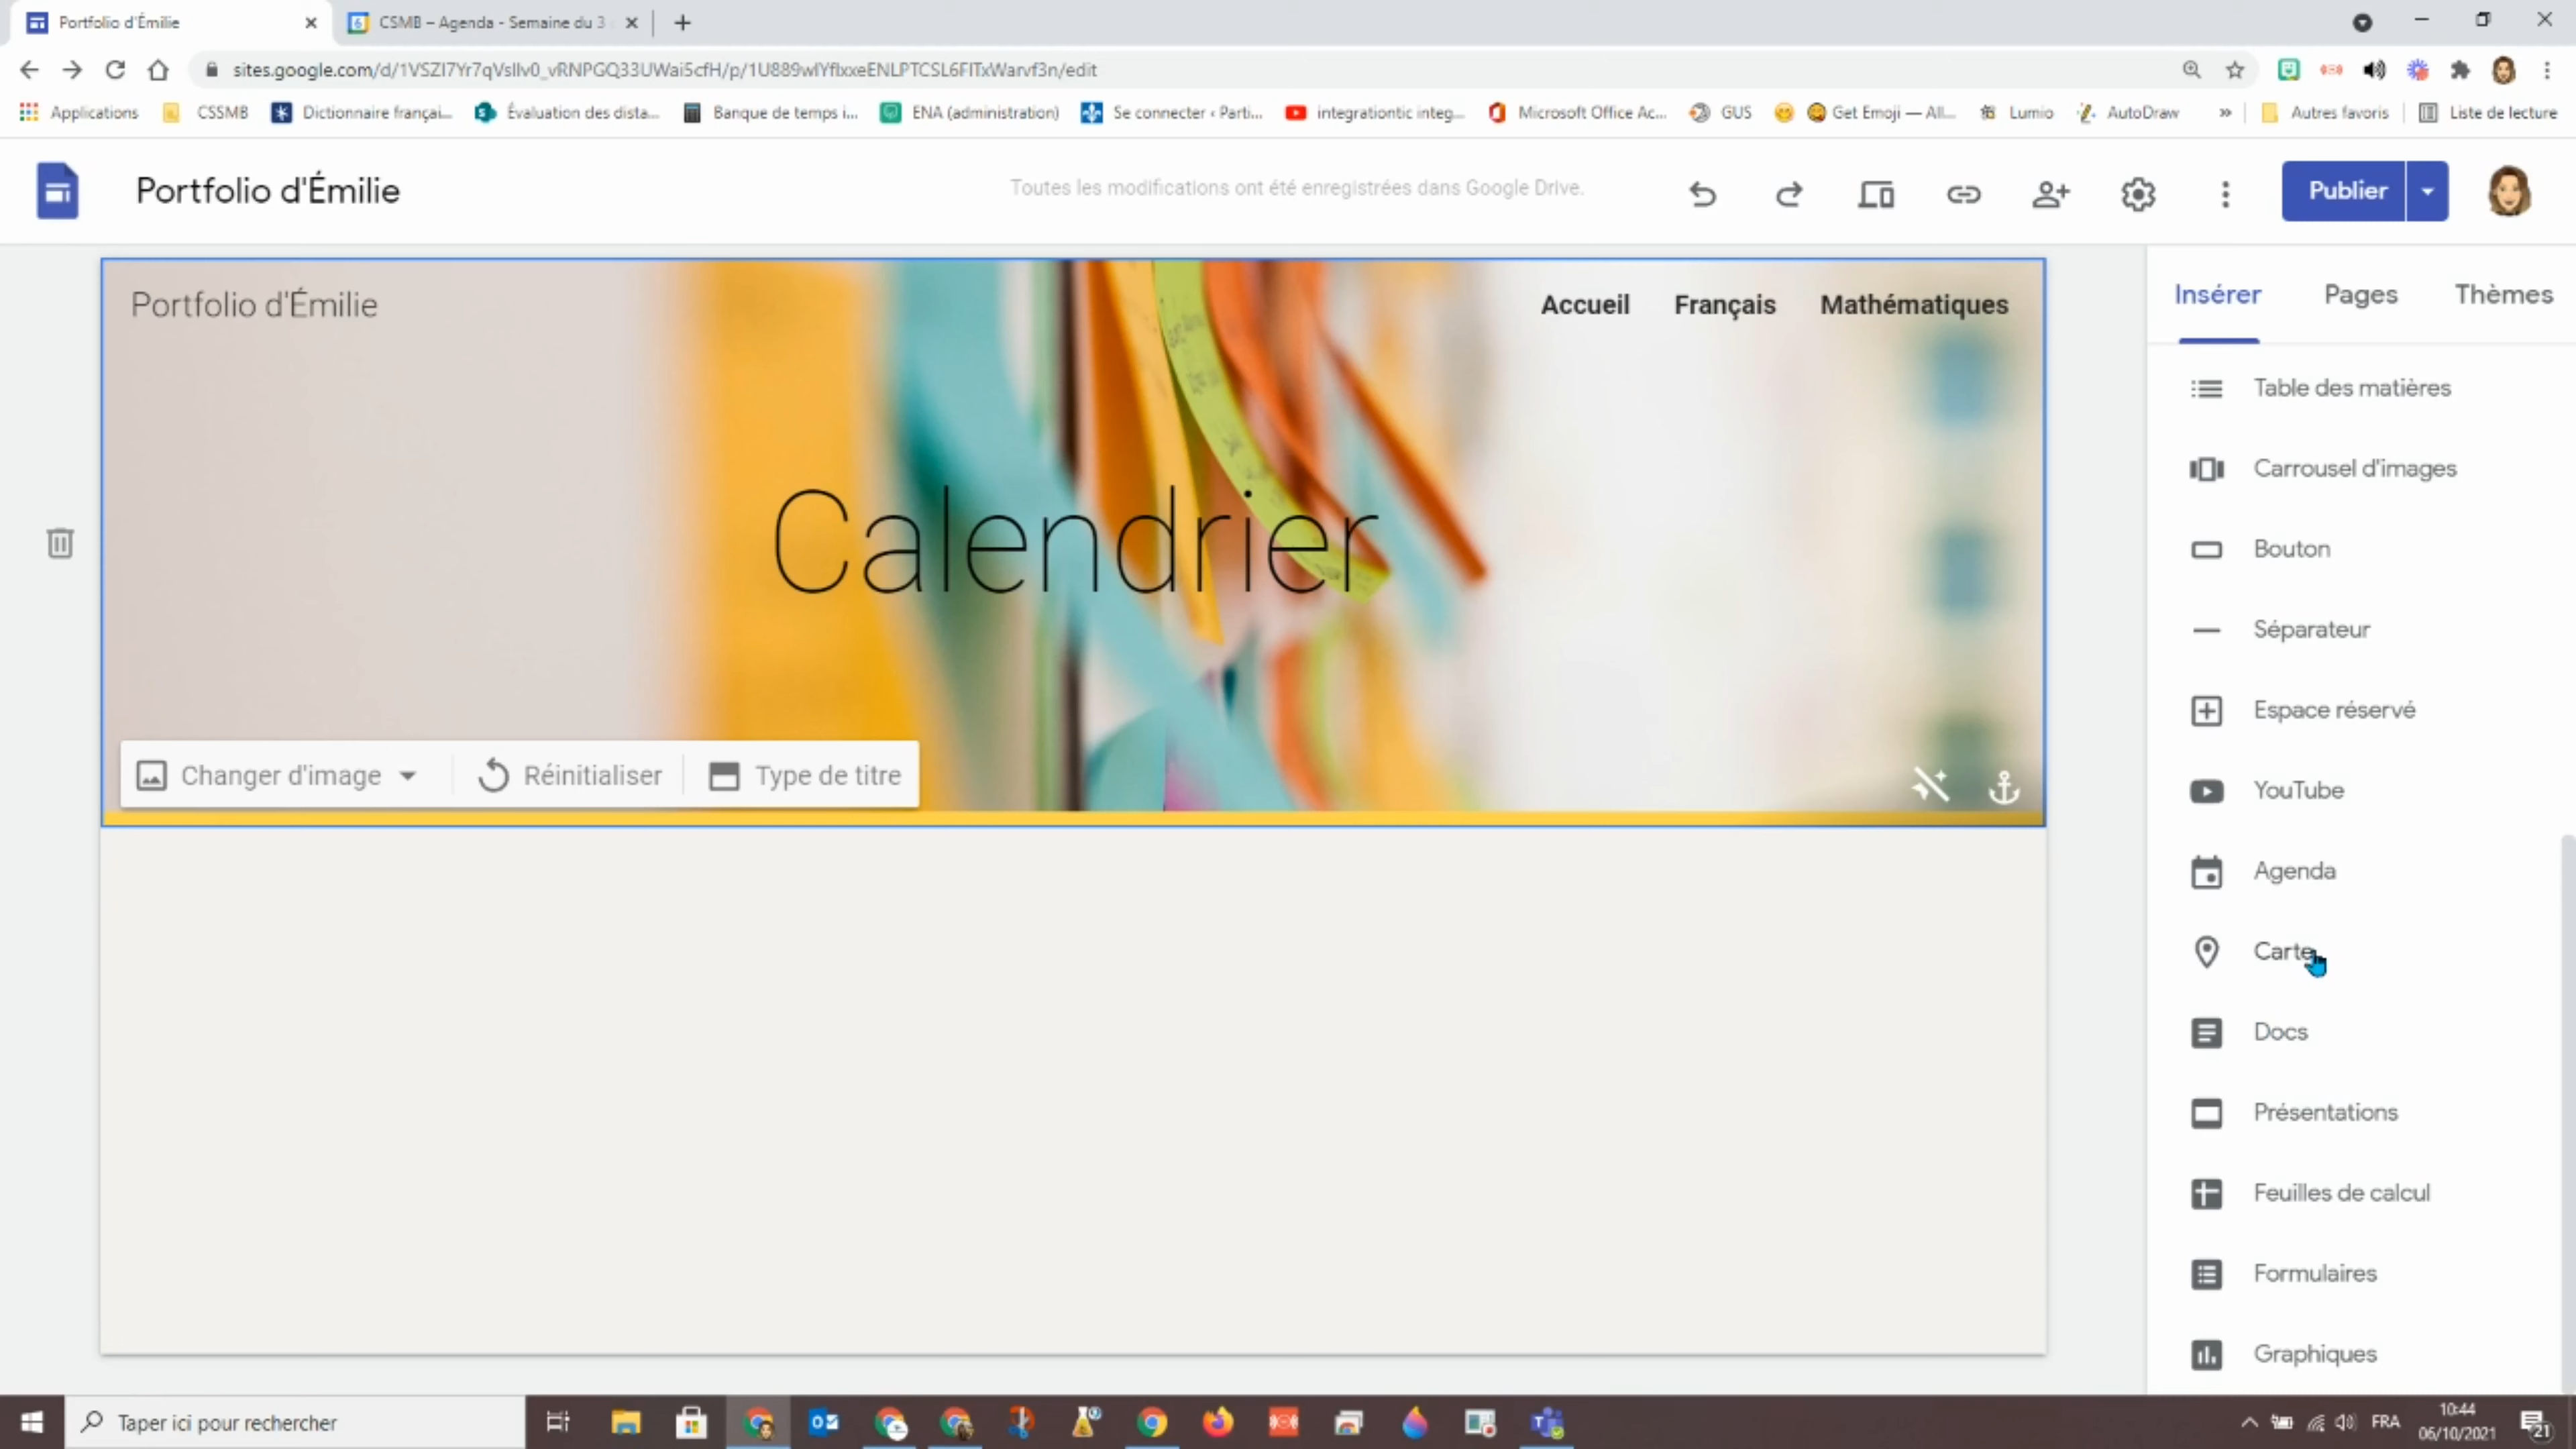 Portfolio d'Émilie
CSMB – Agenda - Semaine du 3
sites.google.com/d/1VSZI7Yr7qVsIlv0_vRNPGQ33UWai5cfH/p/1U889wlYflxxeENLPTCSL6FITxWarvf3n/edit
Applications
CSSMB
Dictionnaire françai...
Évaluation des dista...
Banque de temps i...
ENA (administration)
Se connecter ‹ Parti...
integrationtic integ...
Microsoft Office Ac...
GUS
Get Emoji — All...
Lumio
AutoDraw
»
Autres favoris
Liste de lecture
Portfolio d'Émilie
Toutes les modifications ont été enregistrées dans Google Drive.
Publier
Portfolio d'Émilie
Accueil
Français
Mathématiques
Calendrier
Changer d'image
Réinitialiser
Type de titre
Insérer
Pages
Thèmes
Table des matières
Carrousel d'images
Bouton
Séparateur
Espace réservé
YouTube
Agenda
Carte
Docs
Présentations
Feuilles de calcul
Formulaires
Graphiques
Taper ici pour rechercher
FRA
10:44
06/10/2021
21